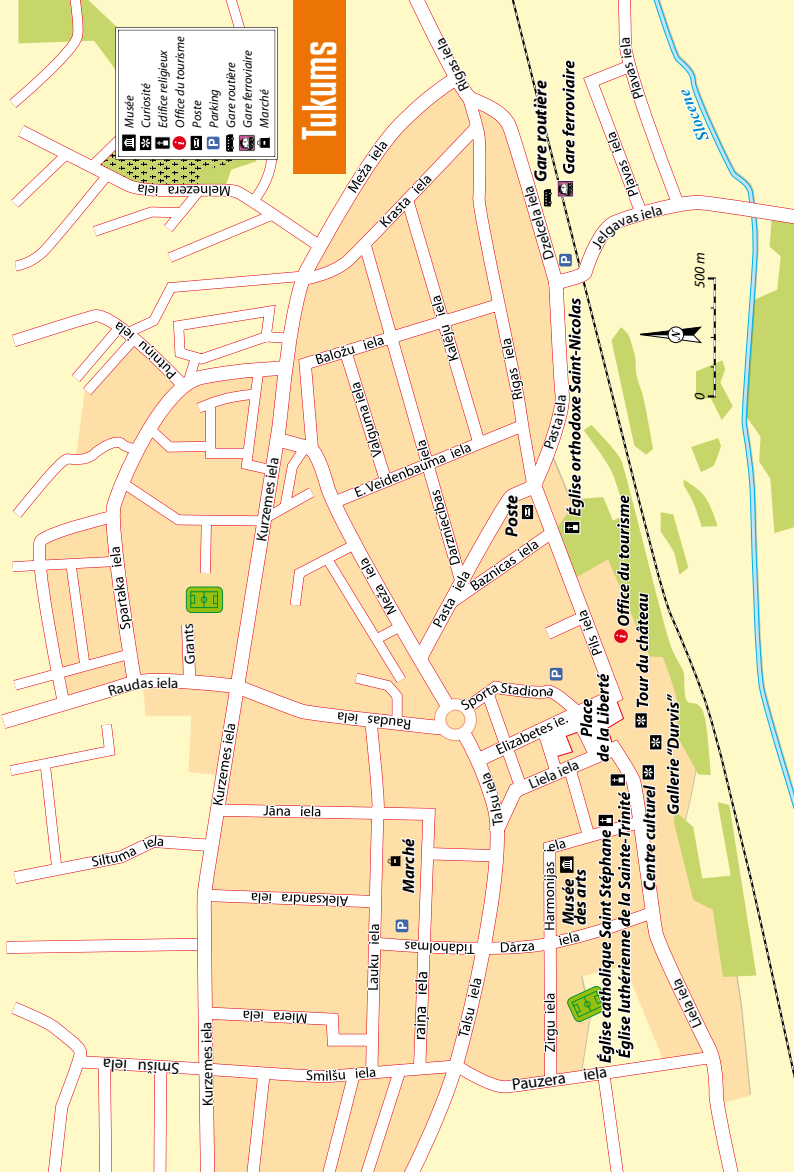 Tukums
Musée
Curiosité
Edifice religieux
Office du tourisme
Poste
Parking
Gare routière
Gare ferroviaire
Marché
Rigas iela
Meža iela
Krasta iela
Melnezera iela
Plavas iela
Plavas iela
Slocene
Gare routière
Gare ferroviaire
Dzelcela iela
Jelgavas iela
P
Putniņu iela
Baložu iela
Kalēju iela
Rigas iela
Pasta iela
Église orthodoxe Saint-Nicolas
N
0
500 m
Valguma iela
E. Veidenbauma iela
Darzniecibas iela
Kurzemes iela
Spartaka iela
Grants
Raudas iela
Meža iela
Poste
Pasta iela
Baznicas iela
Pils iela
Office du tourisme
Tour du château
Gallerie "Durvis"
Centre culturel
Place
de la Liberté
P
Sporta Stadiona
Elizabetes ie.
Liela iela
Raudas iela
Kurzemes iela
Talsu iela
Jāna iela
Siltuma iela
Aleksandra iela
Marché
P
Lauku iela
Tidaholmas
raiņa iela
Miera iela
Kurzemes iela
Smišu iela
Smilšu iela
Talsu iela
Harmonijas iela
Musée
des arts
Dārza iela
Zirgu iela
Église catholique Saint Stéphane
Église luthérienne de la Sainte-Trinité
Liela iela
Pauzera iela